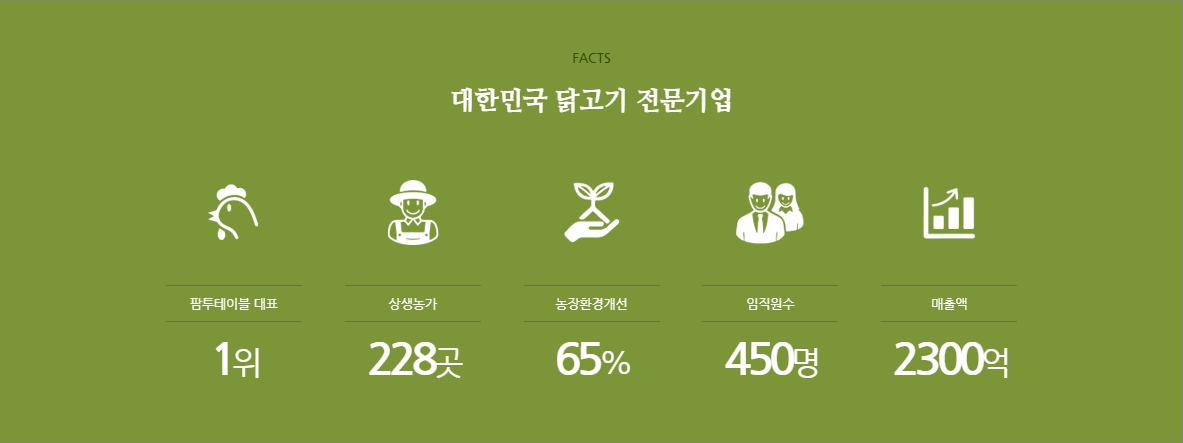 FACTS
대한민국 닭고기 전문기업
팜투테이블 대표
1위
상생농가
228곳
농장환경개선
65%
임직원수
450명
매출액
2300억